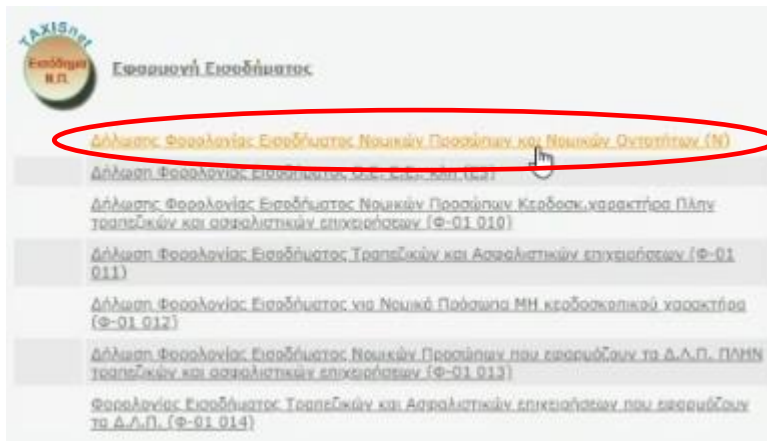 TAXISnet
Εισόδημα
Ν.Π.
Εφαρμογή Εισοδήματος
Δήλωσης Φορολογίας Εισοδήματος Νομικών Προσώπων και Νομικών Οντοτήτων (Ν)
Δήλωση Φορολογίας Εισοδήματος Ο.Ε. Ε.Ε. κλπ (Ε5)
Δήλωσης Φορολογίας Εισοδήματος Νομικών Προσώπων Κερδοσκ.χαρακτήρα Πλην
τραπεζικών και ασφαλιστικών επιχειρήσεων (Φ-01 010)
Δήλωση Φορολογίας Εισοδήματος Τραπεζικών και Ασφαλιστικών επιχειρήσεων (Φ-01
011)
Δήλωση Φορολογίας Εισοδήματος για Νομικά Πρόσωπα ΜΗ κερδοσκοπικού χαρακτήρα
(Φ-01 012)
Δήλωση Φορολογίας Εισοδήματος Νομικών Προσώπων που εφαρμόζουν τα Δ.Λ.Π. ΠΛΗΝ
τραπεζικών και ασφαλιστικών επιχειρήσεων (Φ-01 013)
Φορολογίας Εισοδήματος Τραπεζικών και Ασφαλιστικών επιχειρήσεων που εφαρμόζουν
τα Δ.Λ.Π. (Φ-01 014)